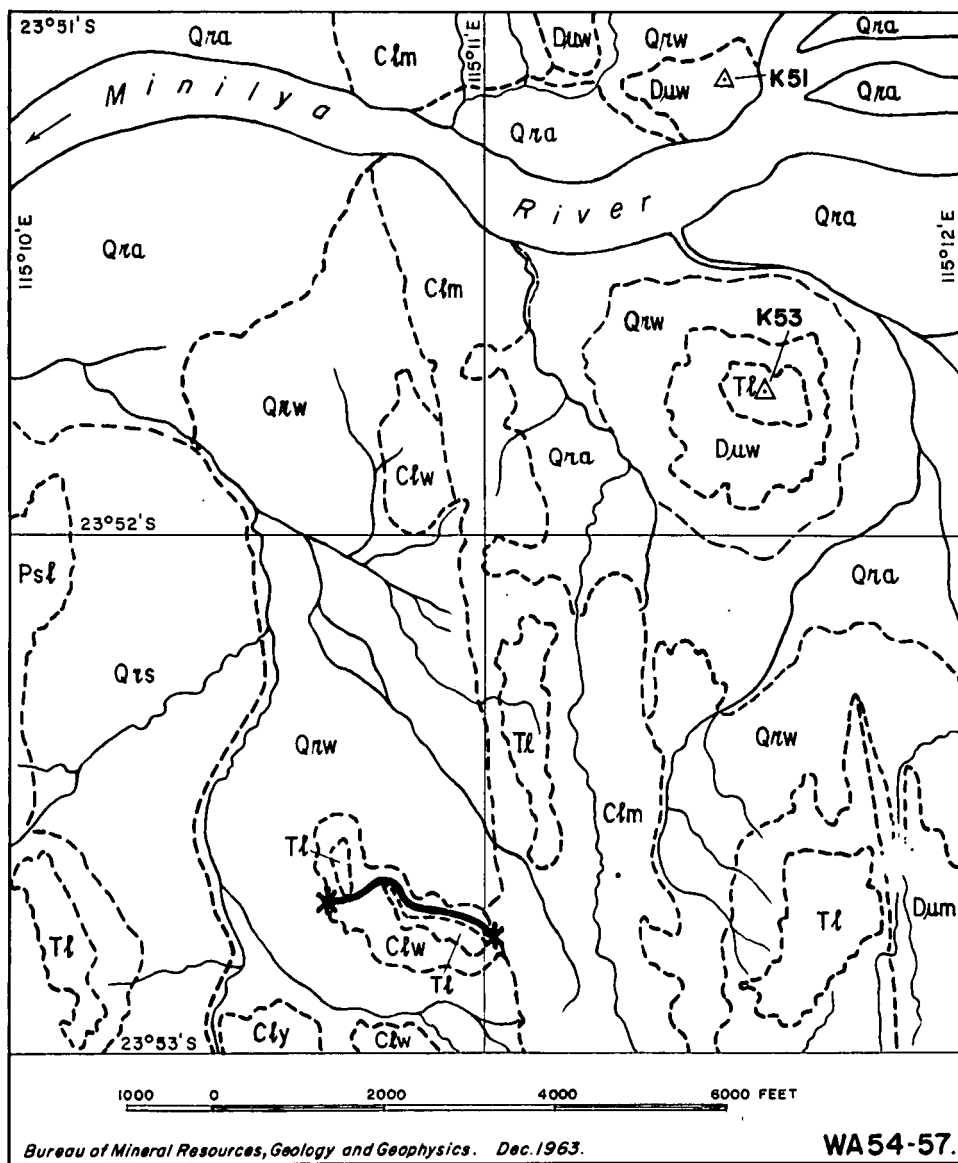 23°51'S
Qra
Clm
115°11'E
Duw
Qrw
Qra
Duw
K51
Qra
Minilya
Qra
River
Qra
115°10'E
Qra
115°12'E
Clm
Qrw
K53
Tl
Qrw
Clw
Qra
Duw
23°52'S
Psl
Qra
Qrs
Qrw
Tl
Qrw
Clm
Tl
Tl
Clw
Tl
Tl
Dum
23°53'S
Cly
Clw
1000 0 2000 4000 6000 FEET
Bureau of Mineral Resources, Geology and Geophysics. Dec. 1963.
WA54-57.